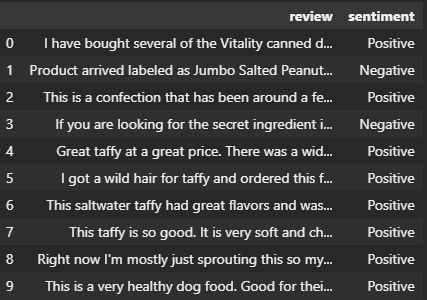 review sentiment
0 I have bought several of the Vitality canned d... Positive
1 Product arrived labeled as Jumbo Salted Peanut... Negative
2 This is a confection that has been around a fe... Positive
3 If you are looking for the secret ingredient i... Negative
4 Great taffy at a great price. There was a wid... Positive
5 I got a wild hair for taffy and ordered this f... Positive
6 This saltwater taffy had great flavors and was... Positive
7 This taffy is so good. It is very soft and ch... Positive
8 Right now I'm mostly just sprouting this so my... Positive
9 This is a very healthy dog food. Good for thei... Positive